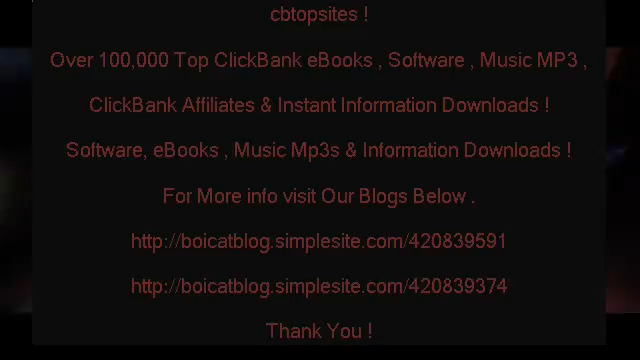 cbtopsites !
Over 100,000 Top ClickBank eBooks , Software , Music MP3 ,
ClickBank Affiliates & Instant Information Downloads !
Software, eBooks , Music Mp3s & Information Downloads !
For More info visit Our Blogs Below .
http://boicatblog.simplesite.com/420839591
http://boicatblog.simplesite.com/420839374
Thank You !